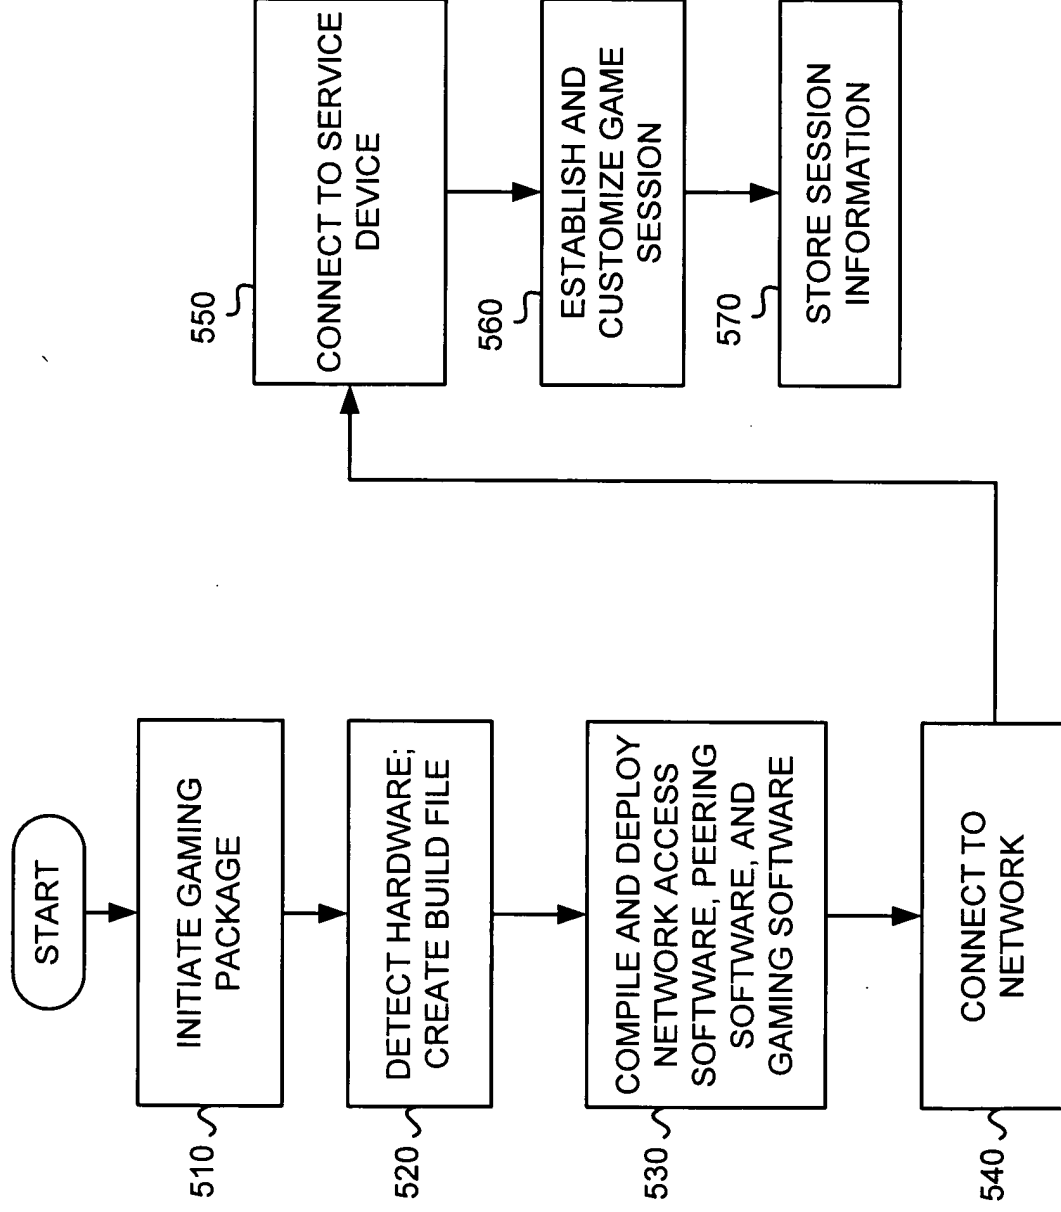 START
510
INITIATE GAMING
PACKAGE
520
DETECT HARDWARE;
CREATE BUILD FILE
530
COMPILE AND DEPLOY
NETWORK ACCESS
SOFTWARE, PEERING
SOFTWARE, AND
GAMING SOFTWARE
540
CONNECT TO
NETWORK
550
CONNECT TO SERVICE
DEVICE
560
ESTABLISH AND
CUSTOMIZE GAME
SESSION
570
STORE SESSION
INFORMATION